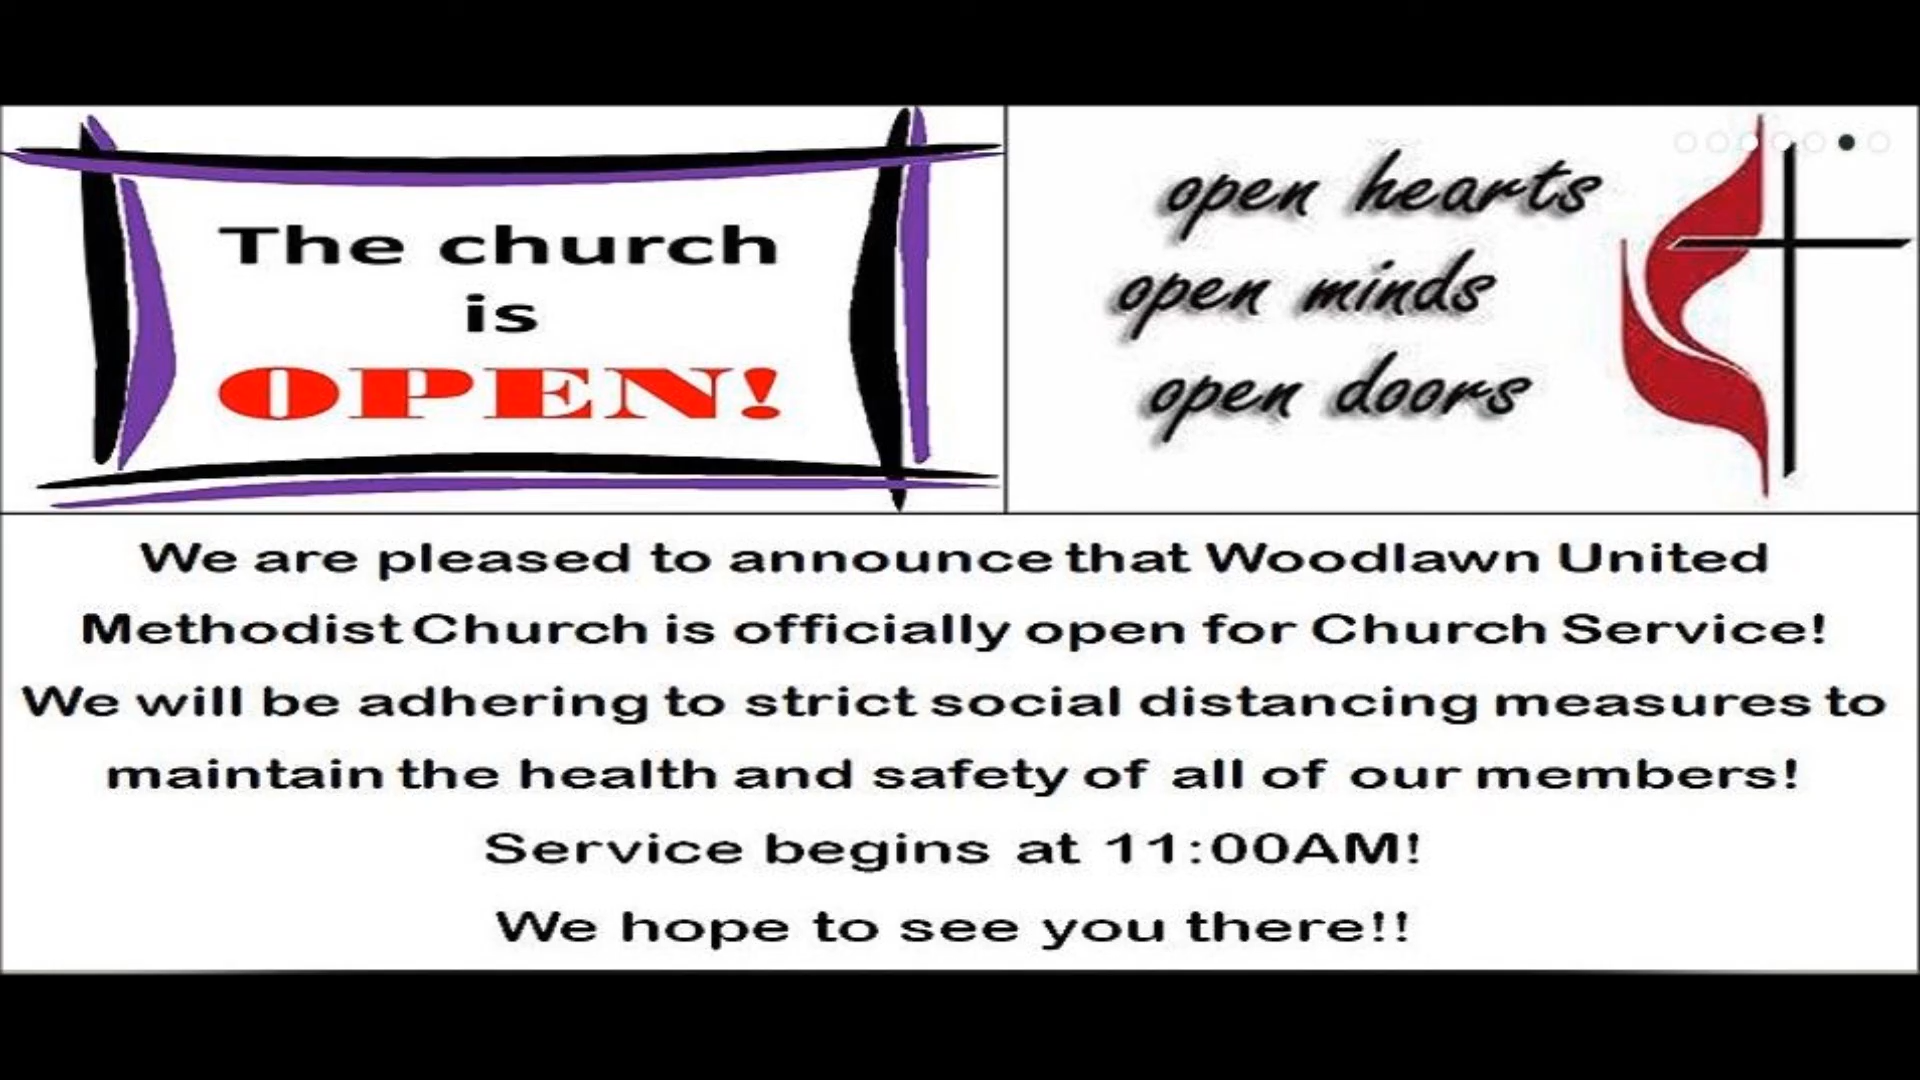 The church
is
OPEN!
open hearts
open minds
open doors
We are pleased to announce that Woodlawn United
Methodist Church is officially open for Church Service!
We will be adhering to strict social distancing measures to
maintain the health and safety of all of our members!
Service begins at 11:00AM!
We hope to see you there!!